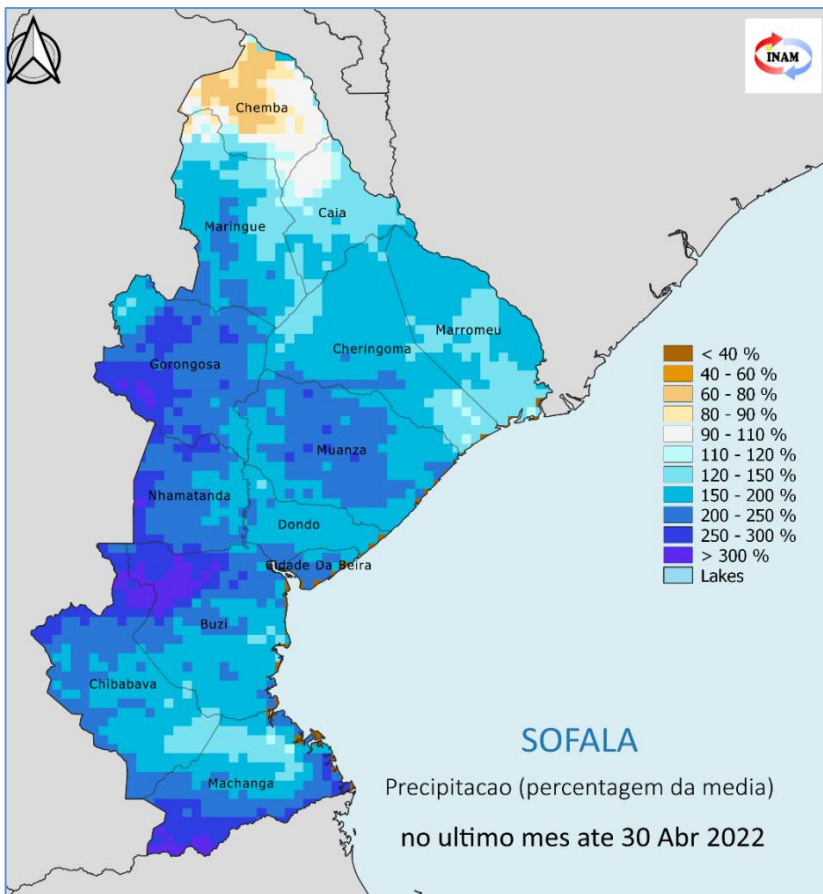 INAM
Chemba
Caia
Maringue
Marromeu
Cheringoma
Gorongosa
Muanza
Nhamatanda
Dondo
Cidade Da Beira
Buzi
Chibabava
Machanga
< 40 %
40 - 60 %
60 - 80 %
80 - 90 %
90 - 110 %
110 - 120 %
120 - 150 %
150 - 200 %
200 - 250 %
250 - 300 %
> 300 %
Lakes
SOFALA
Precipitacao (percentagem da media)
no ultimo mes ate 30 Abr 2022